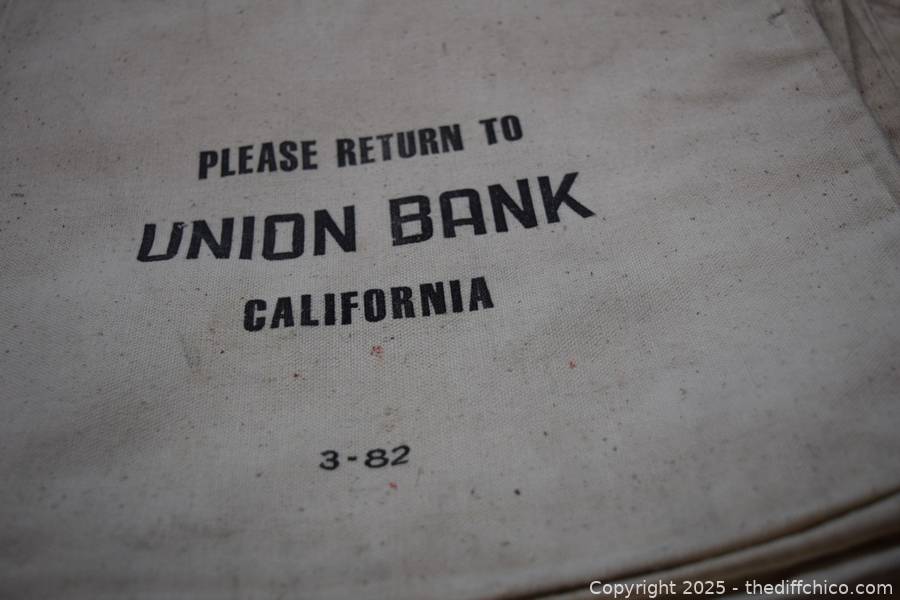 PLEASE RETURN TO
UNION BANK
CALIFORNIA
3-82
Copyright 2025 - thediffchico.com